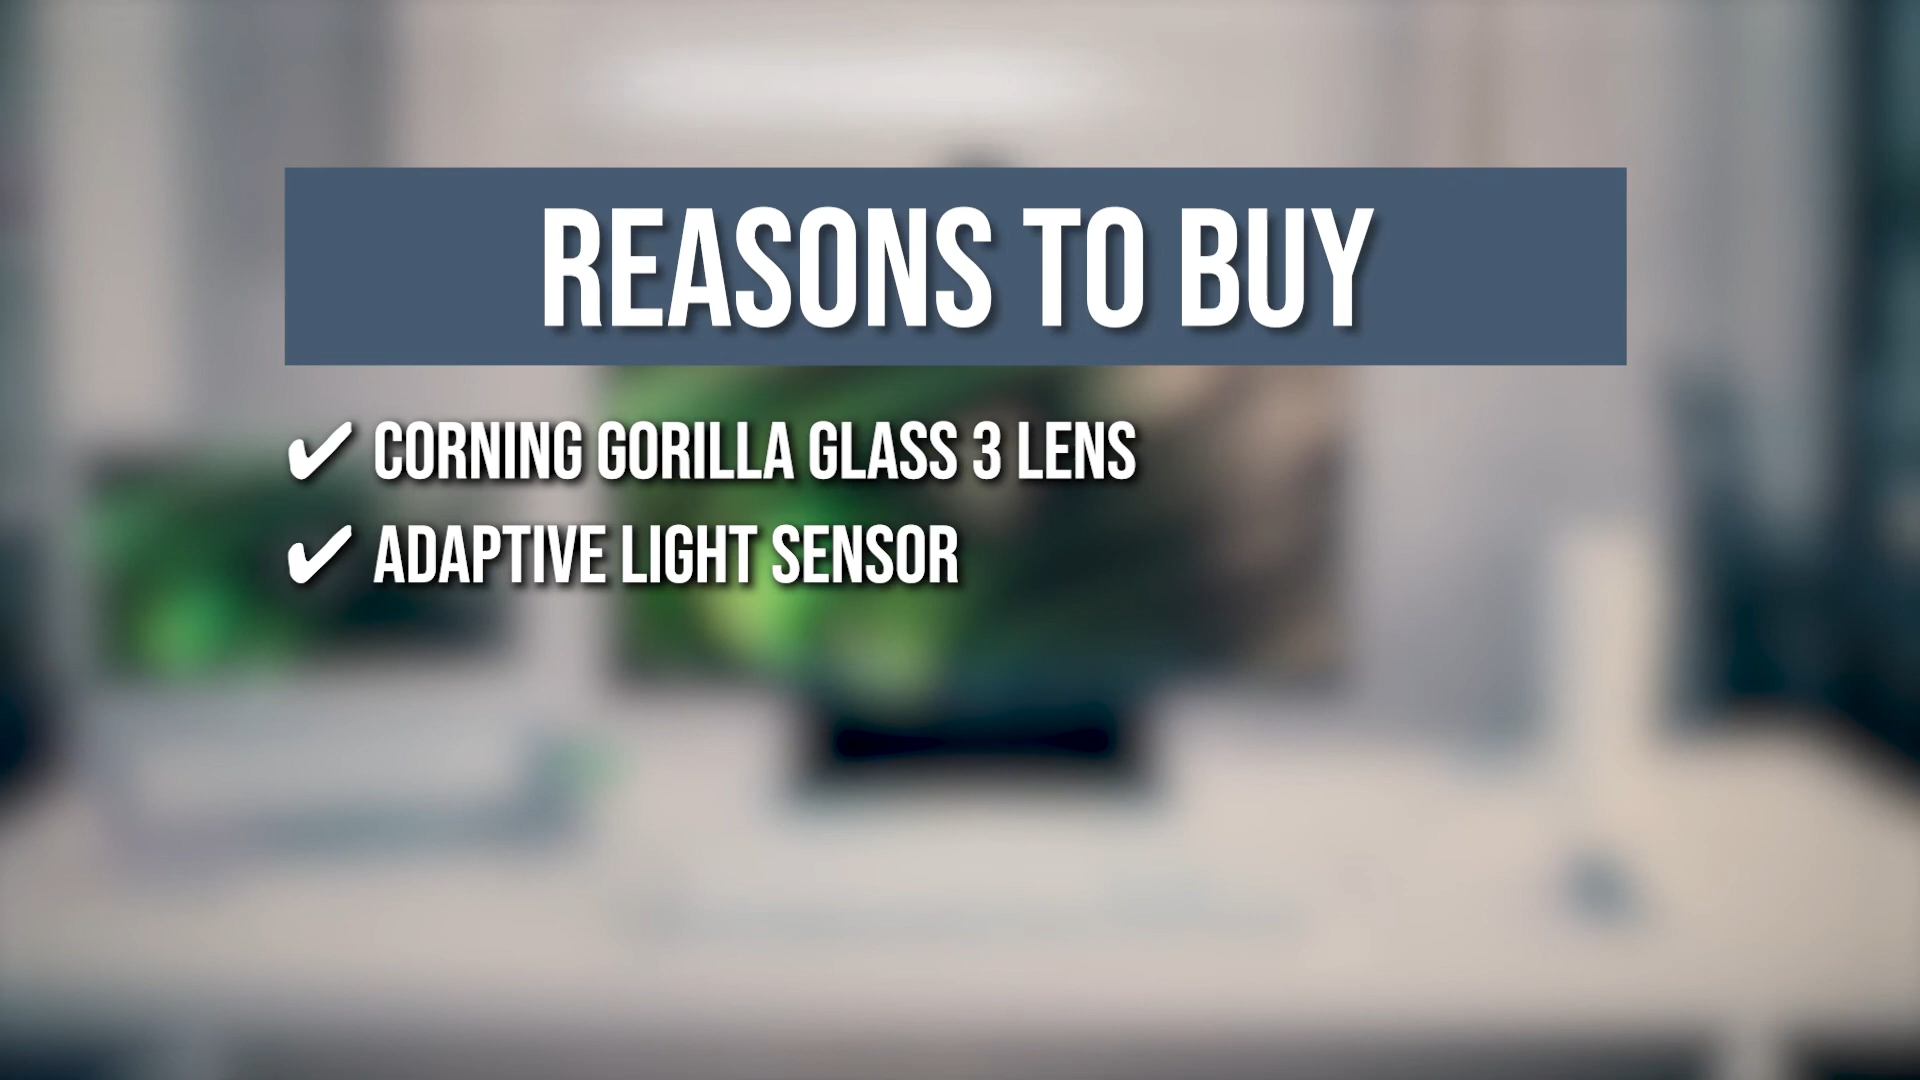 REASONS TO BUY
✔ CORNING GORILLA GLASS 3 LENS
✔ ADAPTIVE LIGHT SENSOR